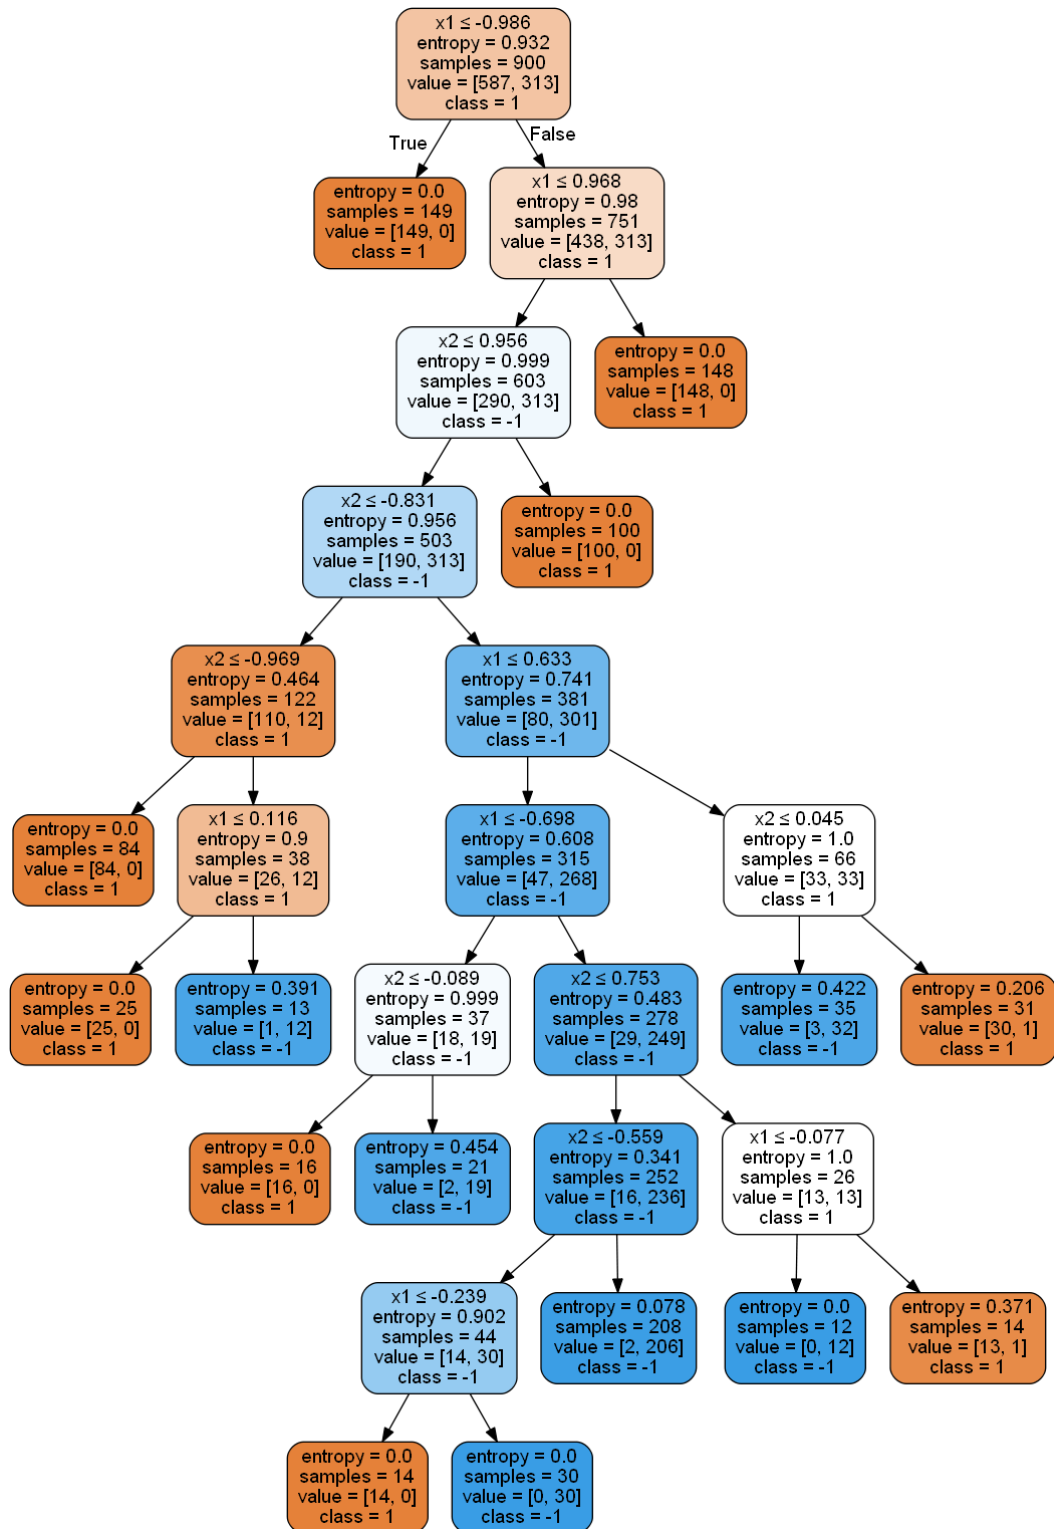 x1 ≤ -0.986
entropy = 0.932
samples = 900
value = [587, 313]
class = 1
True
False
entropy = 0.0
samples = 149
value = [149, 0]
class = 1
x1 ≤ 0.968
entropy = 0.98
samples = 751
value = [438, 313]
class = 1
x2 ≤ 0.956
entropy = 0.999
samples = 603
value = [290, 313]
class = -1
entropy = 0.0
samples = 148
value = [148, 0]
class = 1
x2 ≤ -0.831
entropy = 0.956
samples = 503
value = [190, 313]
class = -1
entropy = 0.0
samples = 100
value = [100, 0]
class = 1
x2 ≤ -0.969
entropy = 0.464
samples = 122
value = [110, 12]
class = 1
x1 ≤ 0.633
entropy = 0.741
samples = 381
value = [80, 301]
class = -1
entropy = 0.0
samples = 84
value = [84, 0]
class = 1
x1 ≤ 0.116
entropy = 0.9
samples = 38
value = [26, 12]
class = 1
x1 ≤ -0.698
entropy = 0.608
samples = 315
value = [47, 268]
class = -1
x2 ≤ 0.045
entropy = 1.0
samples = 66
value = [33, 33]
class = 1
entropy = 0.0
samples = 25
value = [25, 0]
class = 1
entropy = 0.391
samples = 13
value = [1, 12]
class = -1
x2 ≤ -0.089
entropy = 0.999
samples = 37
value = [18, 19]
class = -1
x2 ≤ 0.753
entropy = 0.483
samples = 278
value = [29, 249]
class = -1
entropy = 0.422
samples = 35
value = [3, 32]
class = -1
entropy = 0.206
samples = 31
value = [30, 1]
class = 1
entropy = 0.0
samples = 16
value = [16, 0]
class = 1
entropy = 0.454
samples = 21
value = [2, 19]
class = -1
x2 ≤ -0.559
entropy = 0.341
samples = 252
value = [16, 236]
class = -1
x1 ≤ -0.077
entropy = 1.0
samples = 26
value = [13, 13]
class = 1
x1 ≤ -0.239
entropy = 0.902
samples = 44
value = [14, 30]
class = -1
entropy = 0.078
samples = 208
value = [2, 206]
class = -1
entropy = 0.0
samples = 12
value = [0, 12]
class = -1
entropy = 0.371
samples = 14
value = [13, 1]
class = 1
entropy = 0.0
samples = 14
value = [14, 0]
class = 1
entropy = 0.0
samples = 30
value = [0, 30]
class = -1